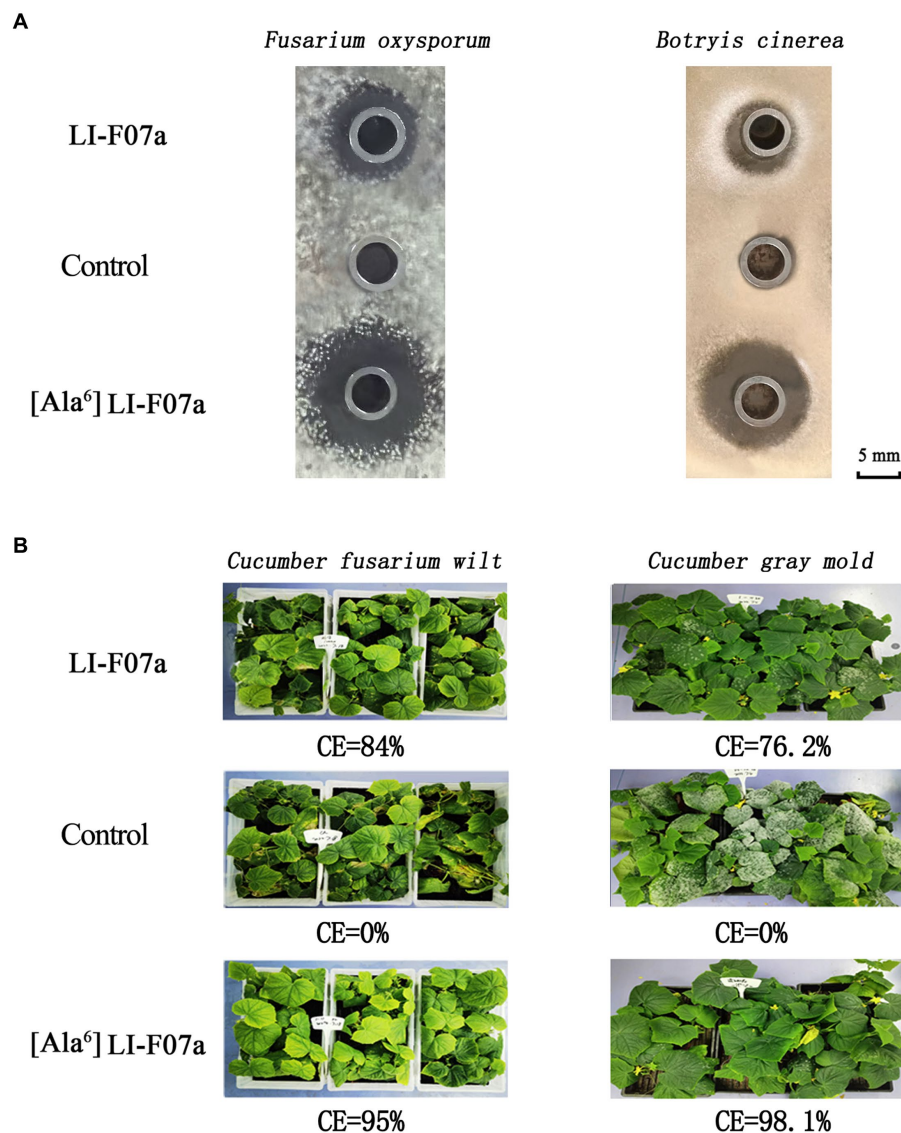 A
Fusarium oxysporum
Botryis cinerea
LI-F07a
Control
[Ala⁶] LI-F07a
5 mm
B
Cucumber fusarium wilt
Cucumber gray mold
LI-F07a
CE=84%
CE=76.2%
Control
CE=0%
CE=0%
[Ala⁶] LI-F07a
CE=95%
CE=98.1%